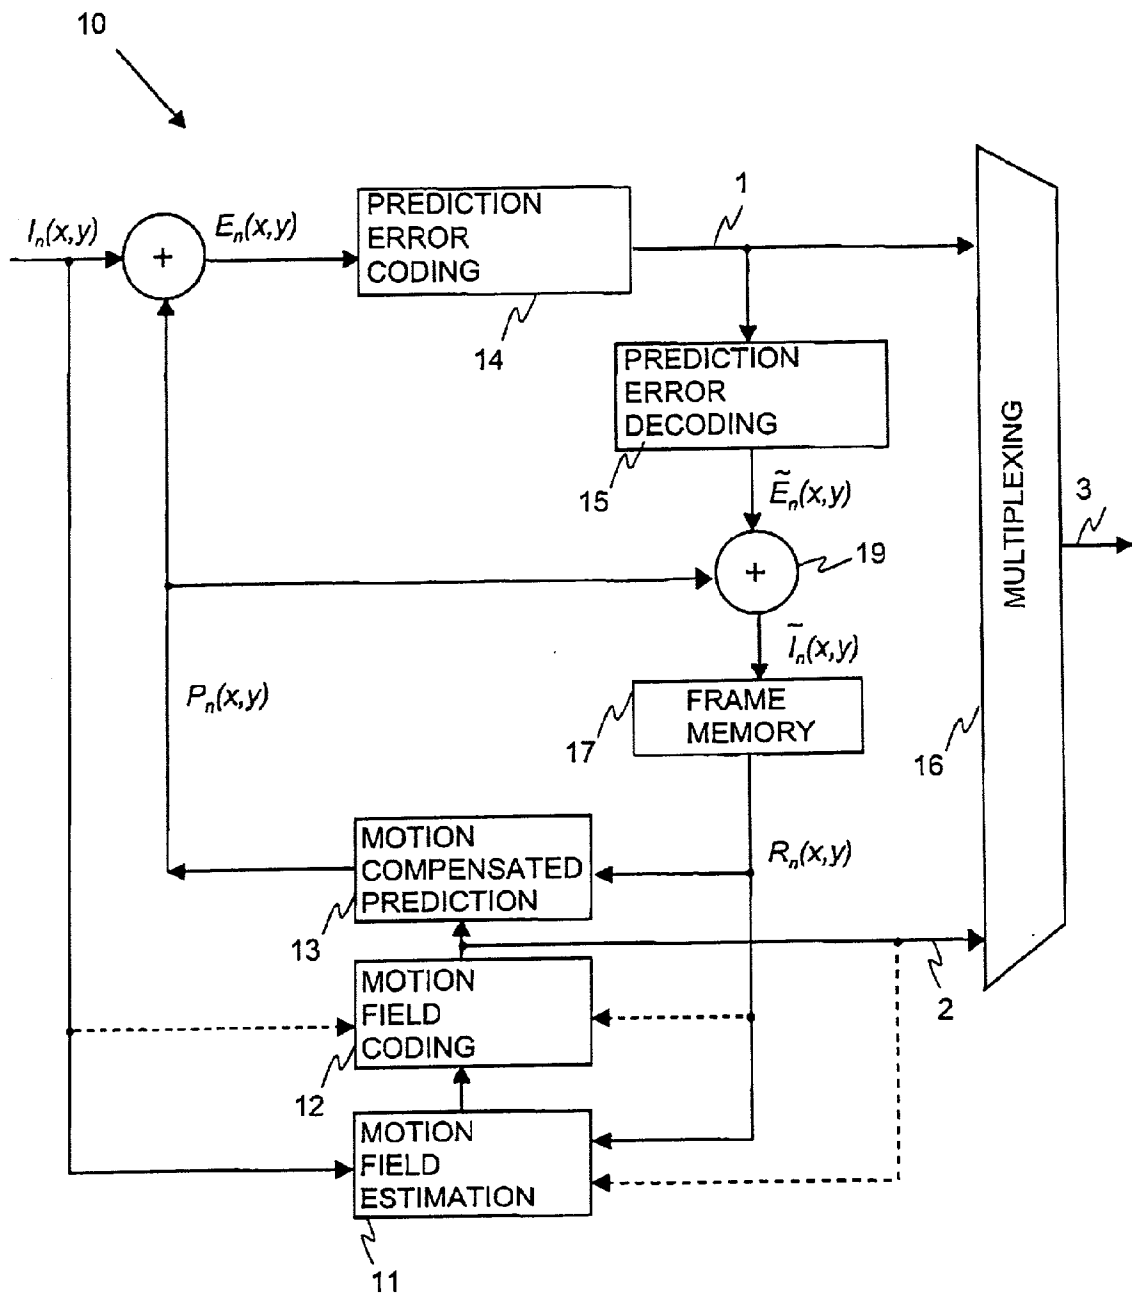 10
1
I_n(x,y)
+
E_n(x,y)
PREDICTION
ERROR
CODING
14
PREDICTION
ERROR
DECODING
15
Ẽ_n(x,y)
+
19
MULTIPLEXING
3
Ĩ_n(x,y)
P_n(x,y)
FRAME
MEMORY
17
16
MOTION
COMPENSATED
PREDICTION
13
R_n(x,y)
MOTION
FIELD
CODING
12
2
MOTION
FIELD
ESTIMATION
11